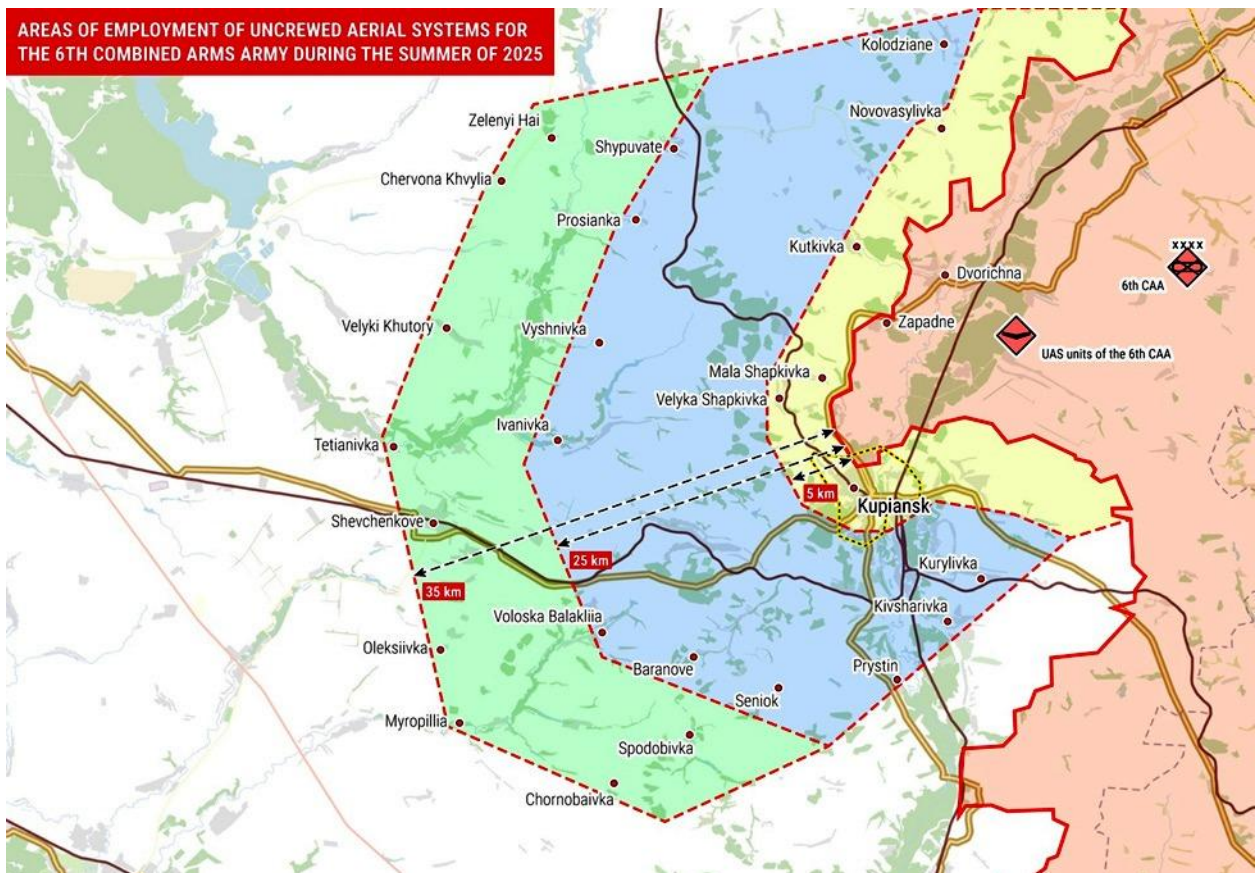 AREAS OF EMPLOYMENT OF UNCREWED AERIAL SYSTEMS FOR
THE 6TH COMBINED ARMS ARMY DURING THE SUMMER OF 2025
Kolodziane
Novovasylivka
Zelenyi Hai
Shypuvate
Chervona Khvylia
Prosianka
Kutkivka
xxxx
6th CAA
Dvorichna
Velyki Khutory
Vyshnivka
Zapadne
UAS units of the 6th CAA
Mala Shapkivka
Velyka Shapkivka
Tetianivka
Ivanivka
5 km
Kupiansk
Shevchenkove
25 km
35 km
Kurylivka
Voloska Balakliia
Kivsharivka
Oleksiivka
Baranove
Prystin
Seniok
Myropillia
Spodobivka
Chornobaivka